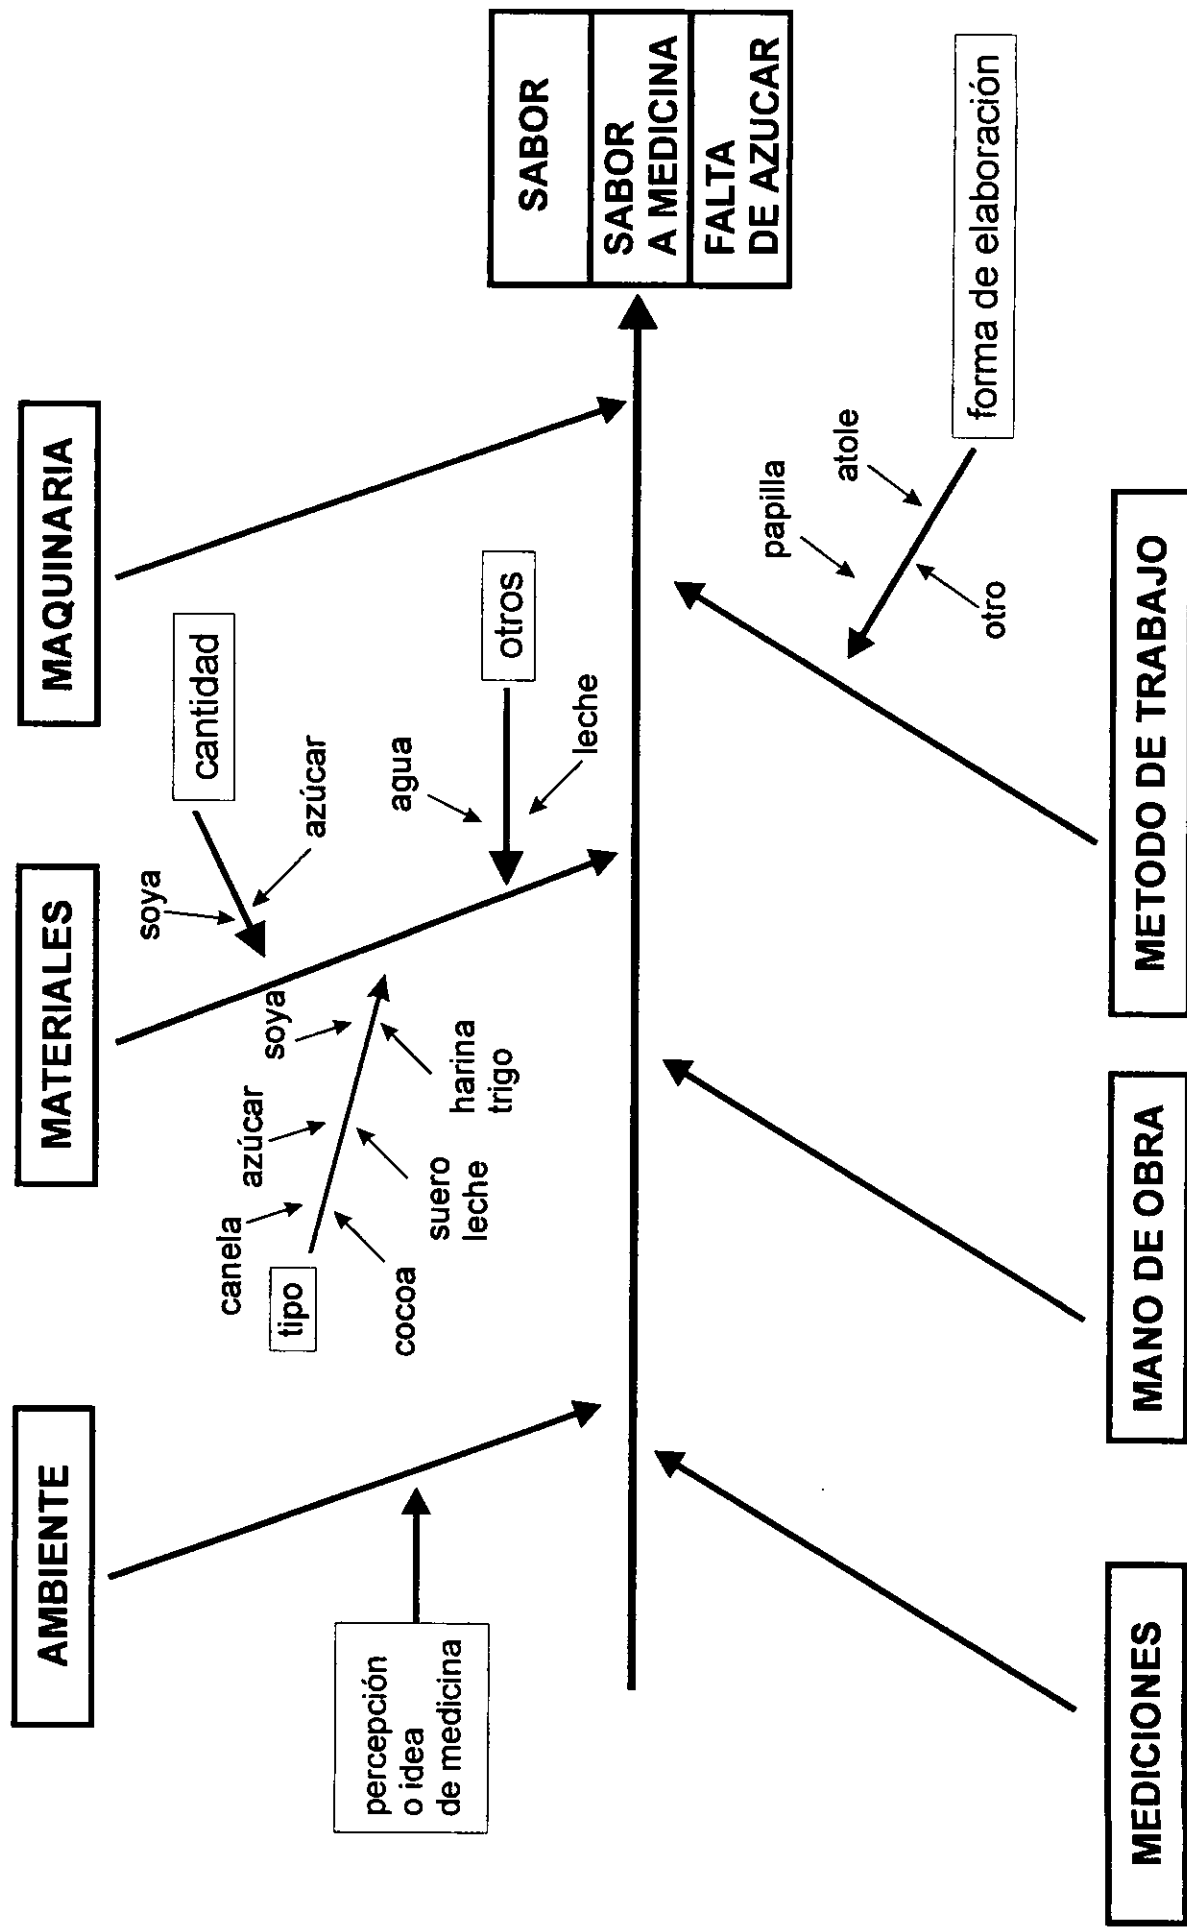 AMBIENTE
MATERIALES
MAQUINARIA
percepción
o idea
de medicina
tipo
canela
azúcar
soya
cocoa
suero
leche
harina
trigo
cantidad
soya
azúcar
otros
agua
leche
SABOR
SABOR
A MEDICINA
FALTA
DE AZUCAR
forma de elaboración
papilla
atole
otro
MEDICIONES
MANO DE OBRA
METODO DE TRABAJO